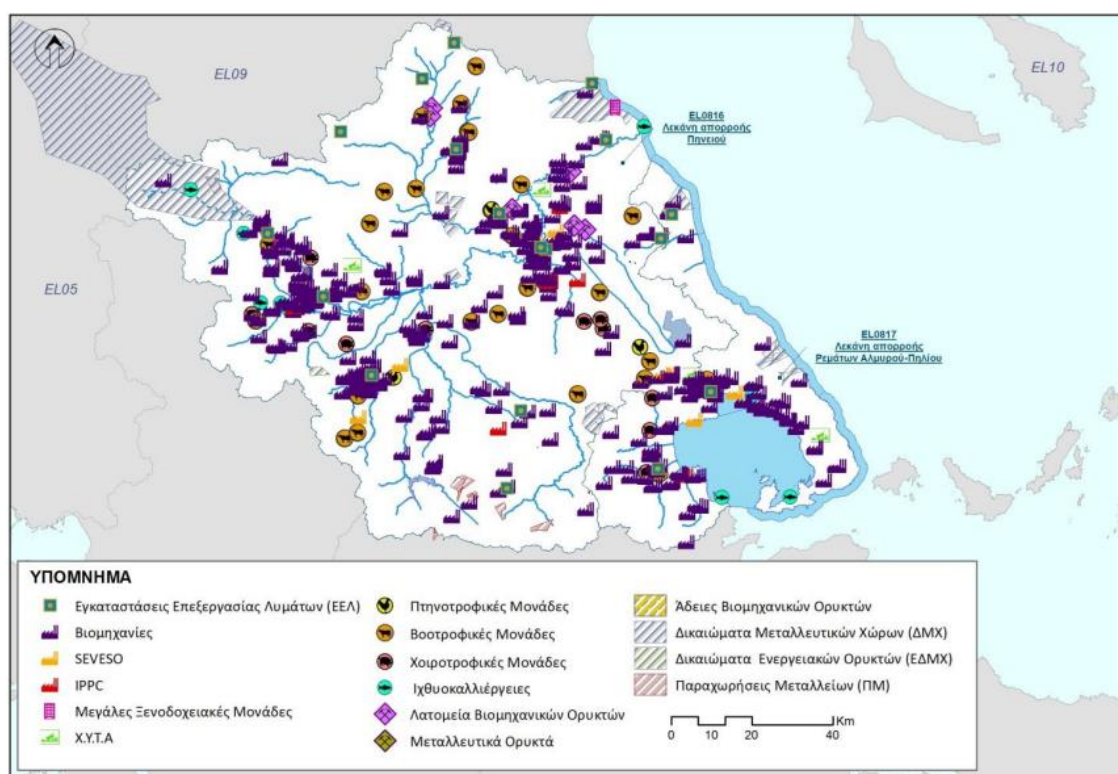 EL09
EL10
EL0816
Λεκάνη απορροής
Πηνειού
EL05
EL0817
Λεκάνη απορροής
Ρεμάτων Αλμυρού-Πηλίου
ΥΠΟΜΝΗΜΑ
Εγκαταστάσεις Επεξεργασίας Λυμάτων (ΕΕΛ)
Βιομηχανίες
SEVESO
IPPC
Μεγάλες Ξενοδοχειακές Μονάδες
Χ.Υ.Τ.Α
Πτηνοτροφικές Μονάδες
Βοοτροφικές Μονάδες
Χοιροτροφικές Μονάδες
Ιχθυοκαλλιέργειες
Λατομεία Βιομηχανικών Ορυκτών
Μεταλλευτικά Ορυκτά
Άδειες Βιομηχανικών Ορυκτών
Δικαιώματα Μεταλλευτικών Χώρων (ΔΜΧ)
Δικαιώματα Ενεργειακών Ορυκτών (ΕΔΜΧ)
Παραχωρήσεις Μεταλλείων (ΠΜ)
Km
0 10 20 40